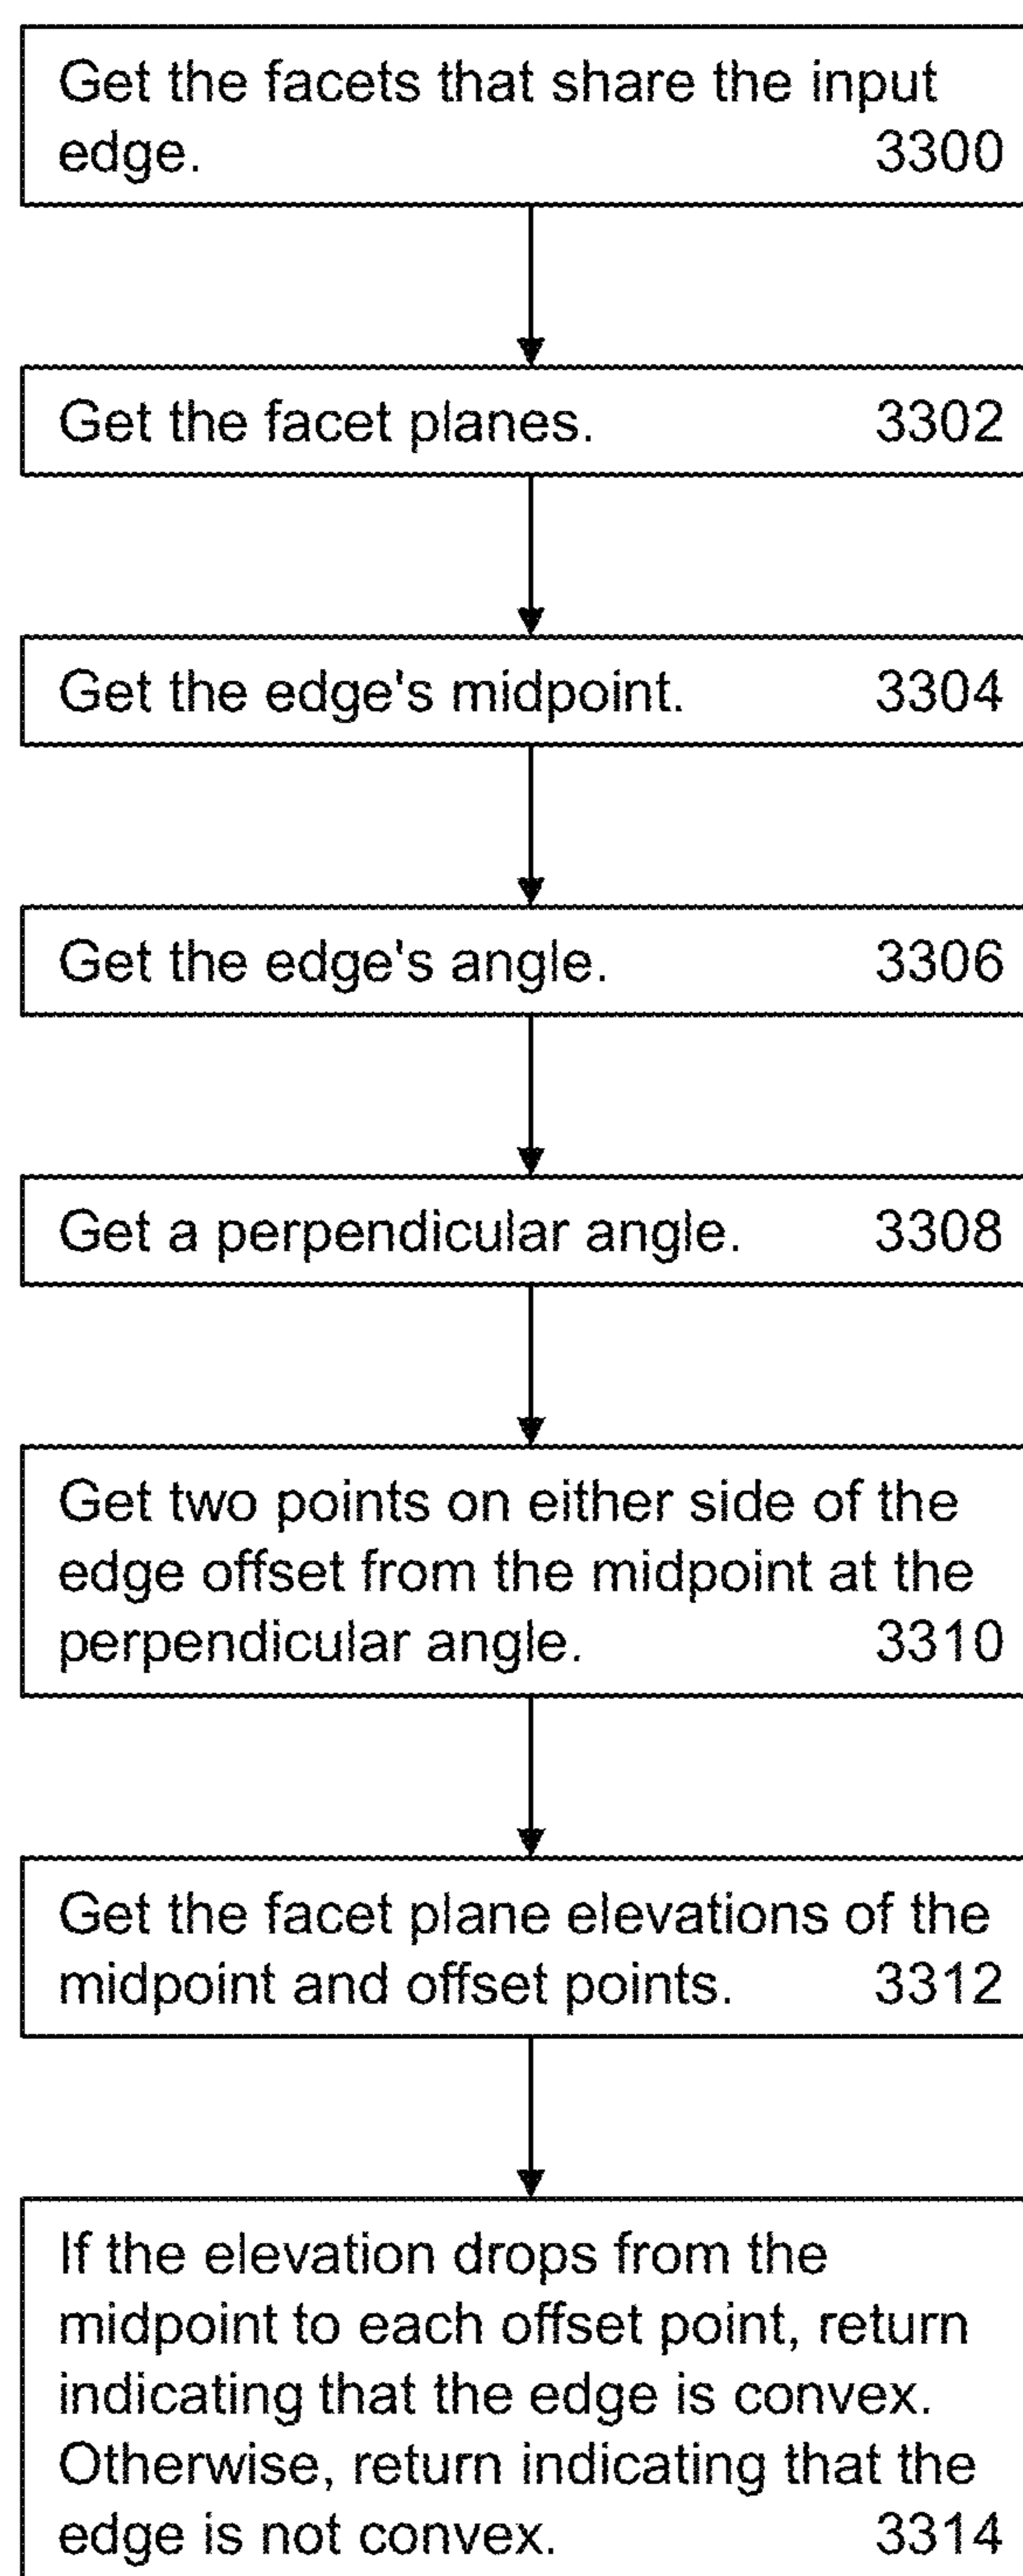 Get the facets that share the input
edge. 3300
Get the facet planes. 3302
Get the edge's midpoint. 3304
Get the edge's angle. 3306
Get a perpendicular angle. 3308
Get two points on either side of the
edge offset from the midpoint at the
perpendicular angle. 3310
Get the facet plane elevations of the
midpoint and offset points. 3312
If the elevation drops from the
midpoint to each offset point, return
indicating that the edge is convex.
Otherwise, return indicating that the
edge is not convex. 3314